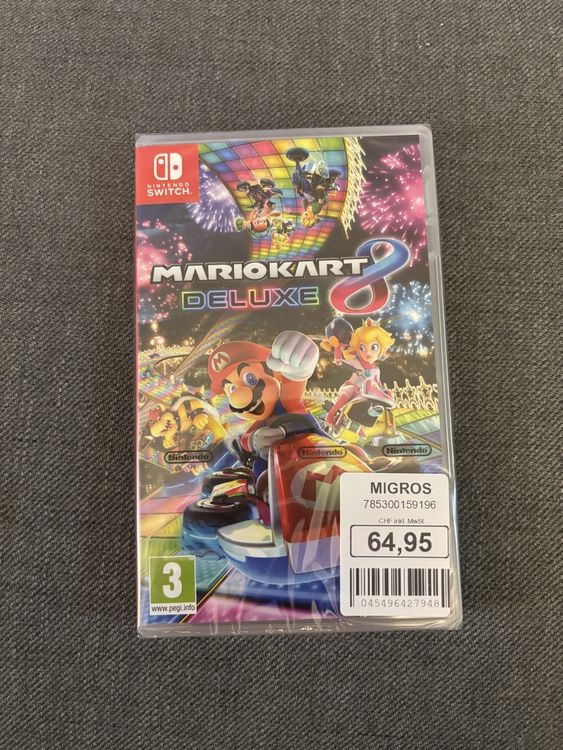 NINTENDO
SWITCH
MARIOKART 8
DELUXE
M
Nintendo
Nintendo
Nintendo
MIGROS
785300159196
CHF inkl. MwSt
64,95
045496427948
3
www.pegi.info